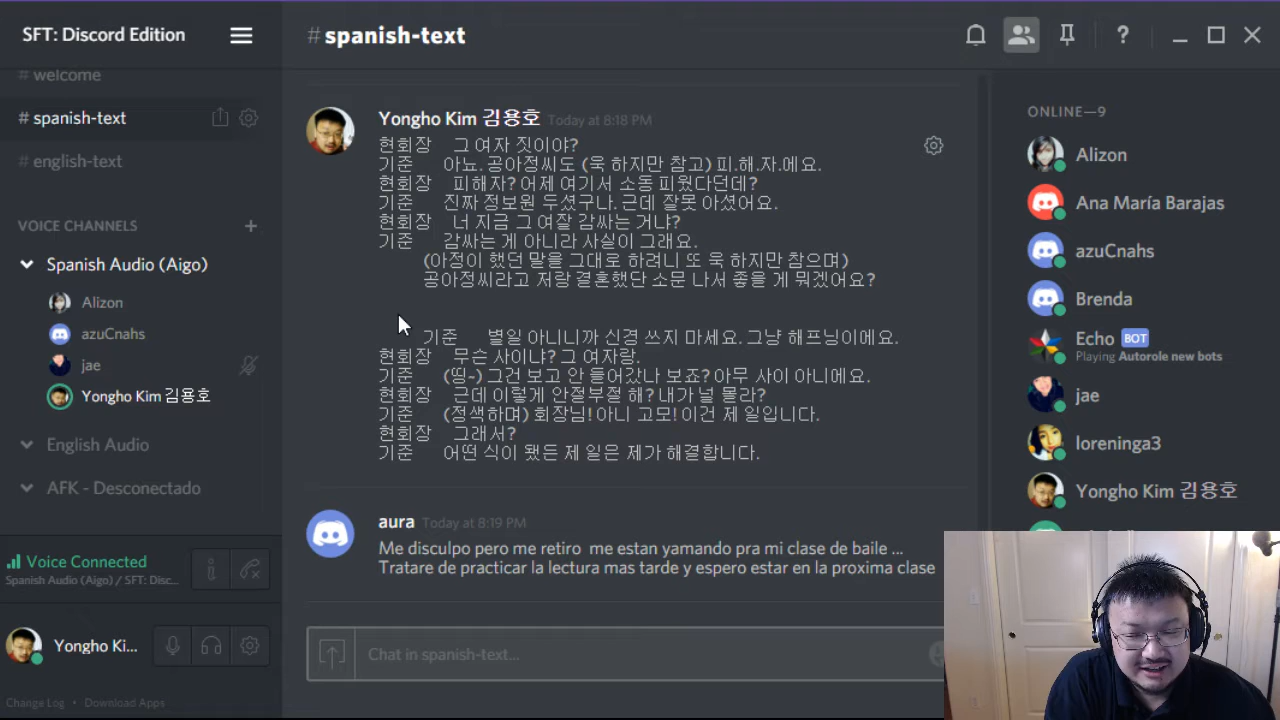 SFT: Discord Edition
# welcome
# spanish-text
# english-text
VOICE CHANNELS
Spanish Audio (Aigo)
Alizon
azuCnahs
jae
Yongho Kim 김용호
English Audio
AFK - Desconectado
Voice Connected
Spanish Audio (Aigo) / SFT: Disc...
Yongho Ki...
Change Log • Download Apps
# spanish-text
Yongho Kim 김용호 Today at 8:18 PM
현회장 그 여자 짓이야?
기준 아뇨. 공아정씨도 (욱 하지만 참고) 피.해.자.에요.
현회장 피해자? 어제 여기서 소동 피웠다던데?
기준 진짜 정보원 두셨구나. 근데 잘못 아셨어요.
현회장 너 지금 그 여잘 감싸는 거냐?
기준 감싸는 게 아니라 사실이 그래요.
(아정이 했던 말을 그대로 하려니 또 욱 하지만 참으며)
공아정씨라고 저랑 결혼했단 소문 나서 좋을 게 뭐겠어요?
기준 별일 아니니까 신경 쓰지 마세요. 그냥 해프닝이에요.
현회장 무슨 사이냐? 그 여자랑.
기준 (띵~) 그건 보고 안 들어갔나 보죠? 아무 사이 아니에요.
현회장 근데 이렇게 안절부절 해? 내가 널 몰라?
기준 (정색하며) 회장님! 아니 고모! 이건 제 일입니다.
현회장 그래서?
기준 어떤 식이 됐든 제 일은 제가 해결합니다.
aura Today at 8:19 PM
Me disculpo pero me retiro me estan yamando pra mi clase de baile ...
Tratare de practicar la lectura mas tarde y espero estar en la proxima clase
Chat in spanish-text...
ONLINE—9
Alizon
Ana María Barajas
azuCnahs
Brenda
Echo BOT
Playing Autorole new bots
jae
loreninga3
Yongho Kim 김용호